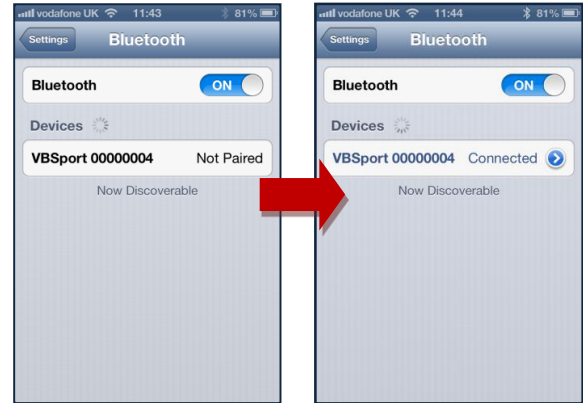 vodafone UK 11:43 81%
Settings Bluetooth
Bluetooth ON
Devices
VBSport 00000004 Not Paired
Now Discoverable
vodafone UK 11:44 81%
Settings Bluetooth
Bluetooth ON
Devices
VBSport 00000004 Connected
Now Discoverable